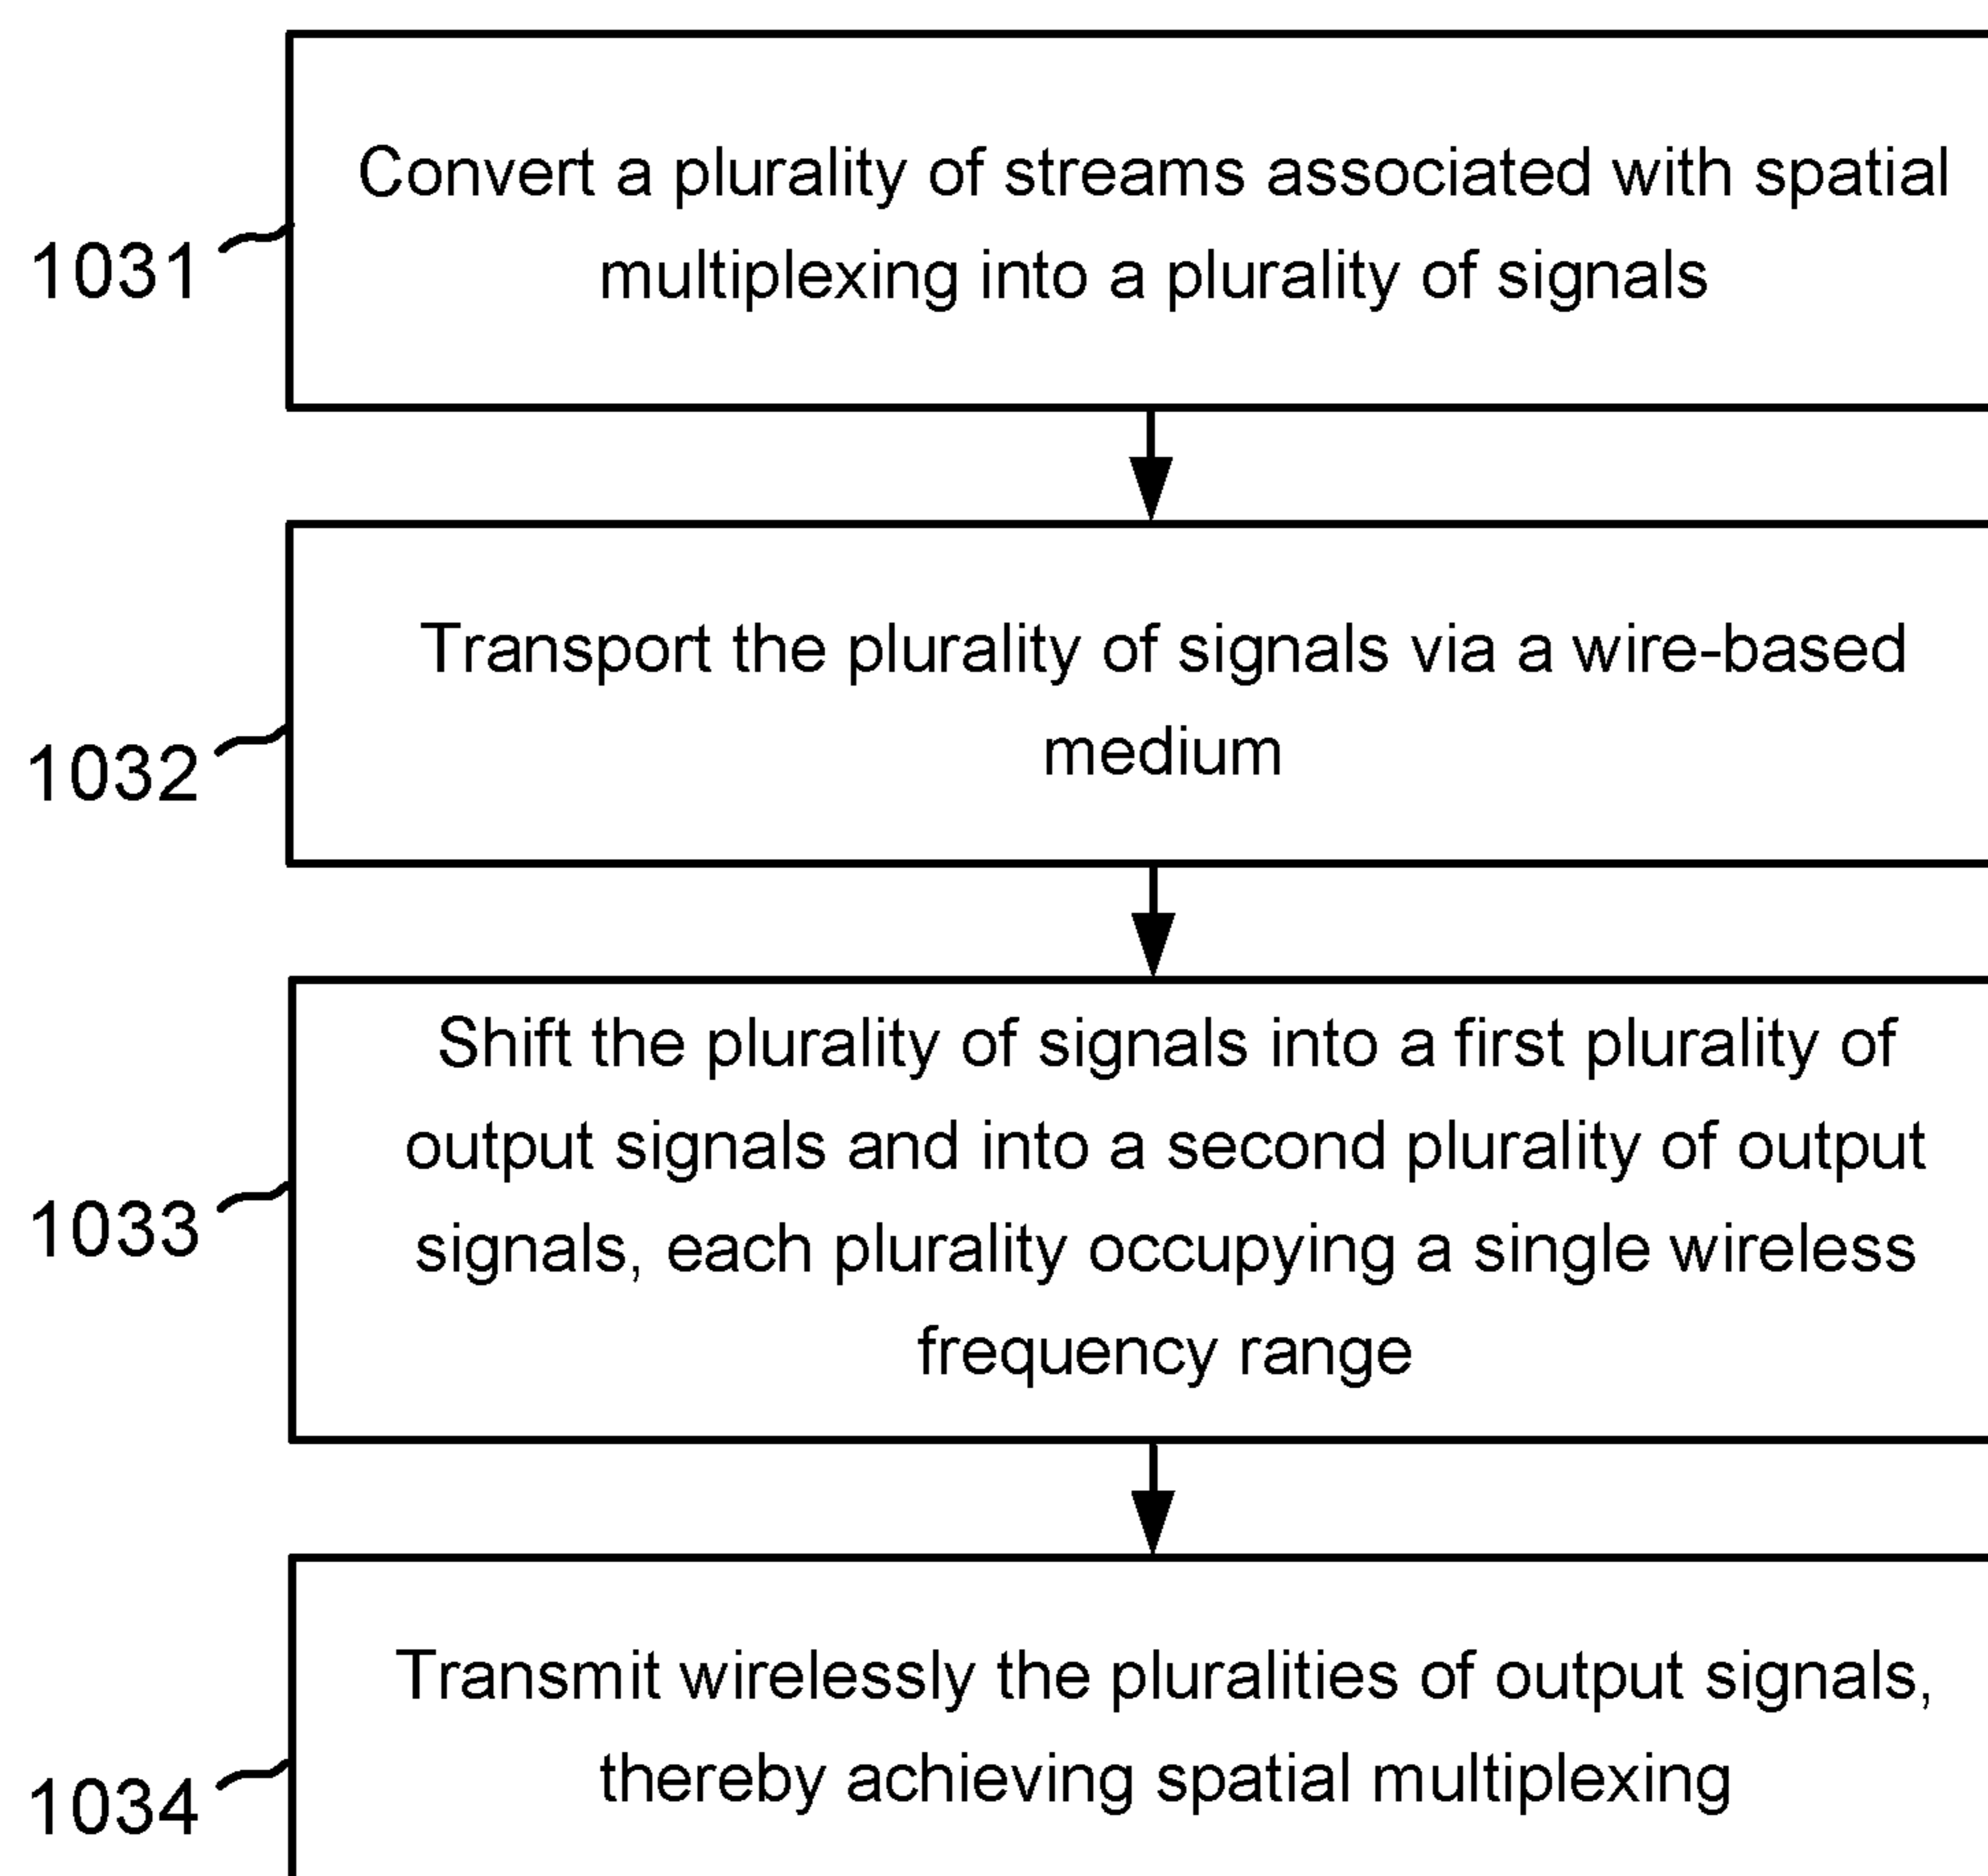 Convert a plurality of streams associated with spatial
multiplexing into a plurality of signals
1031
Transport the plurality of signals via a wire-based
medium
1032
Shift the plurality of signals into a first plurality of
output signals and into a second plurality of output
signals, each plurality occupying a single wireless
frequency range
1033
Transmit wirelessly the pluralities of output signals,
thereby achieving spatial multiplexing
1034